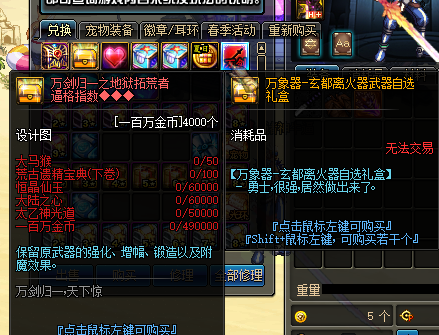 兑换 宠物装备 徽章/耳环 春季活动 重新购买
万剑归一之地狱拓荒者
逼格指数◆◆◆
[一百万金币]4000个
设计图
大马猴 0/50
荒古遗精宝典(下卷) 0/100
恒晶仙玉 0/60000
大陆之心 0/60000
太乙神光道 0/50000
一百万金币 0/490000
保留原武器的强化、增幅、锻造以及附
魔效果。
万剑归一,天下惊
『点击鼠标左键可购买』
万象器-玄都离火器武器自选
礼盒
消耗品
无法交易
【万象器-玄都离火器自选礼盒】
- 勇士,很强,居然做出来了。
『点击鼠标左键可购买』
『Shift+鼠标左键, 可购买若干个』
全部修理
重量
5 个